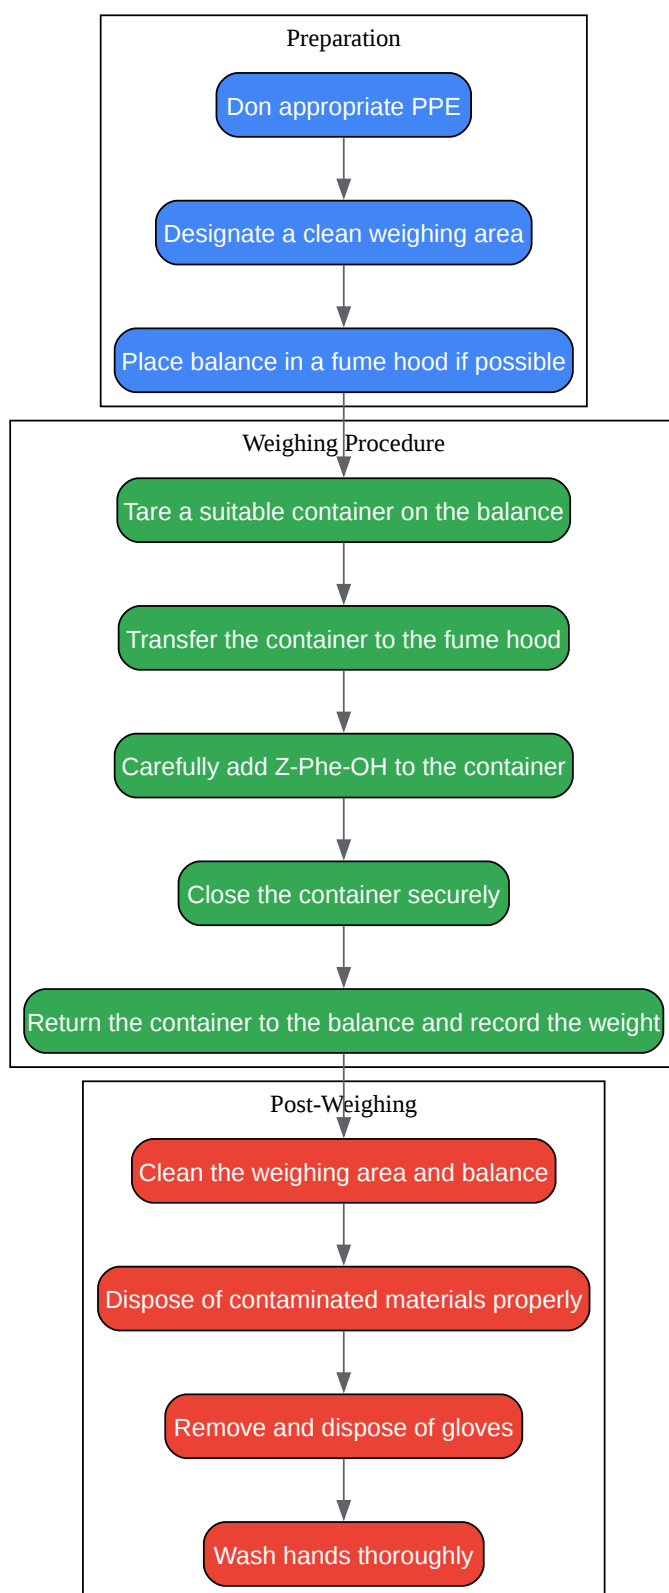 Preparation
Don appropriate PPE
Designate a clean weighing area
Place balance in a fume hood if possible
Weighing Procedure
Tare a suitable container on the balance
Transfer the container to the fume hood
Carefully add Z-Phe-OH to the container
Close the container securely
Return the container to the balance and record the weight
Post-Weighing
Clean the weighing area and balance
Dispose of contaminated materials properly
Remove and dispose of gloves
Wash hands thoroughly